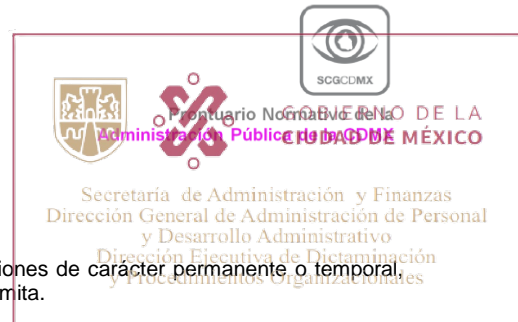 SCGCDMX
Prontuario Normativo de la
Administración Pública de la CDMX
GOBIERNO DE LA
CIUDAD DE MÉXICO
Secretaría de Administración y Finanzas
Dirección General de Administración de Personal
y Desarrollo Administrativo
Dirección Ejecutiva de Dictaminación
y Procedimientos Organizacionales
iones de carácter permanente o temporal,
mita.